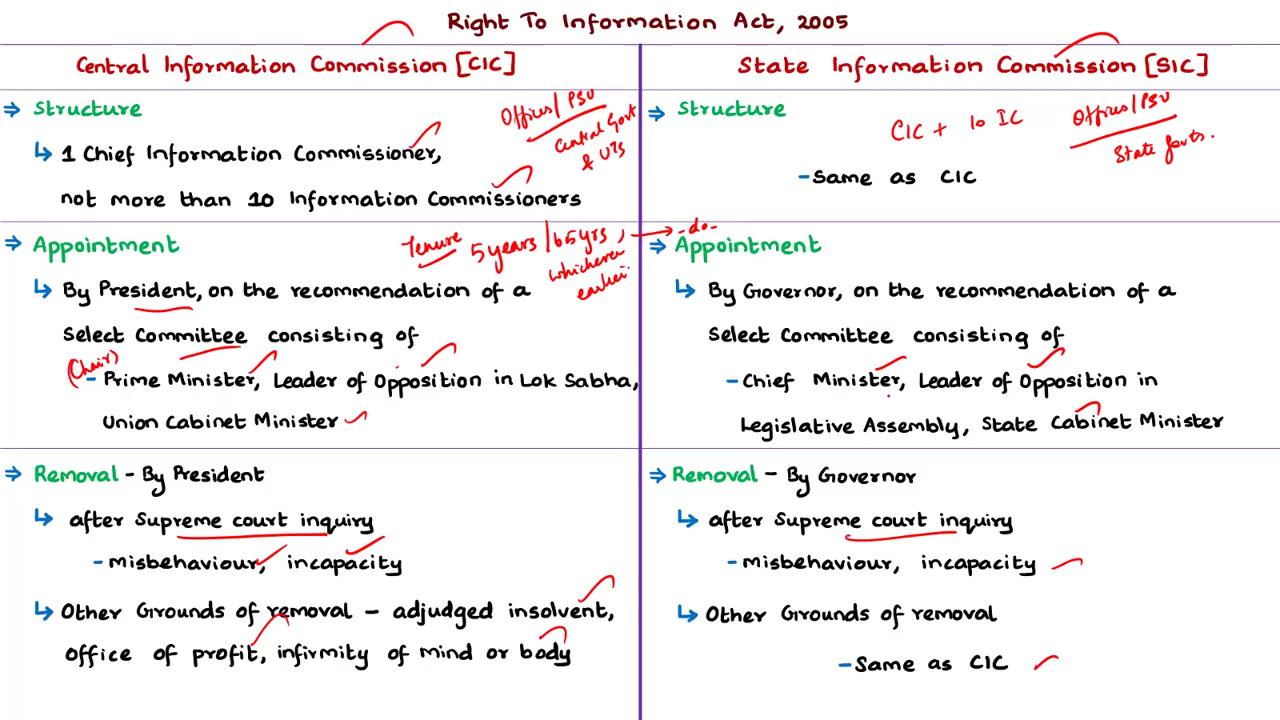 Right To Information Act, 2005
Central Information Commission [CIC]
⇒ Structure
↳ 1 Chief Information Commissioner,
not more than 10 Information Commissioners
Offices/PSU
Central Govt
& UTs
⇒ Appointment
Tenure 5 years / 65 yrs, → -do-
whichever
earlier
↳ By President, on the recommendation of a
Select Committee consisting of
(Chair)
- Prime Minister, Leader of Opposition in Lok Sabha,
Union Cabinet Minister
⇒ Removal - By President
↳ after Supreme court inquiry
- misbehaviour, incapacity
↳ Other Grounds of removal - adjudged insolvent,
office of profit, infirmity of mind or body
State Information Commission [SIC]
⇒ Structure
CIC + 10 IC
Offices/PSU
State Govts.
- Same as CIC
⇒ Appointment
↳ By Governor, on the recommendation of a
Select Committee consisting of
- Chief Minister, Leader of Opposition in
Legislative Assembly, State Cabinet Minister
⇒ Removal - By Governor
↳ after Supreme court inquiry
- misbehaviour, incapacity
↳ Other Grounds of removal
- Same as CIC